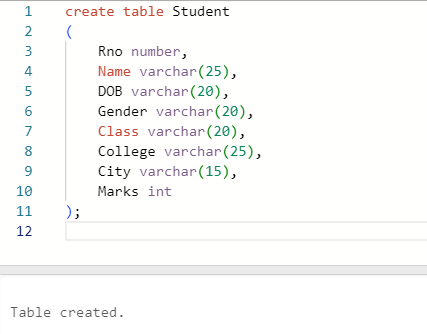 1 create table Student
2 (
3 Rno number,
4 Name varchar(25),
5 DOB varchar(20),
6 Gender varchar(20),
7 Class varchar(20),
8 College varchar(25),
9 City varchar(15),
10 Marks int
11 );
12
Table created.